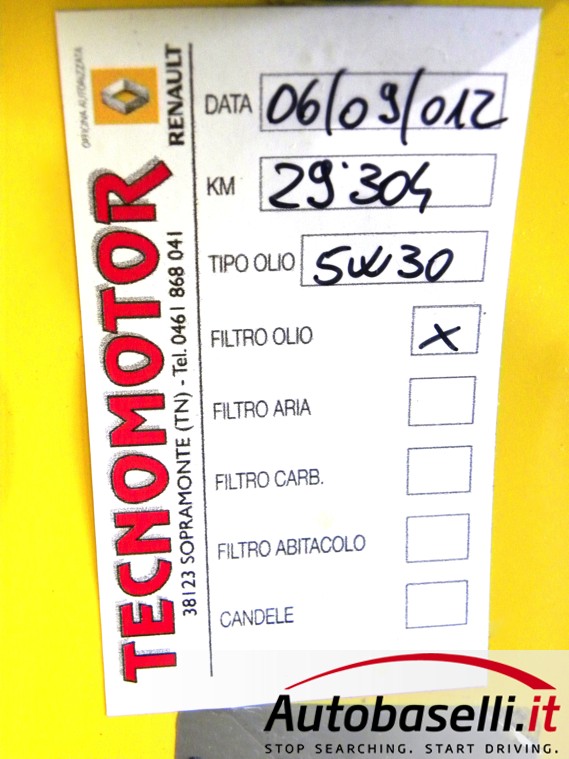 OFFICINA AUTORIZZATA
RENAULT
TECNOMOTOR
38123 SOPRAMONTE (TN) - Tel. 0461 868 041
DATA 06/09/012
KM 29'304
TIPO OLIO 5W30
FILTRO OLIO X
FILTRO ARIA
FILTRO CARB.
FILTRO ABITACOLO
CANDELE
Autobaselli.it
STOP SEARCHING. START DRIVING.